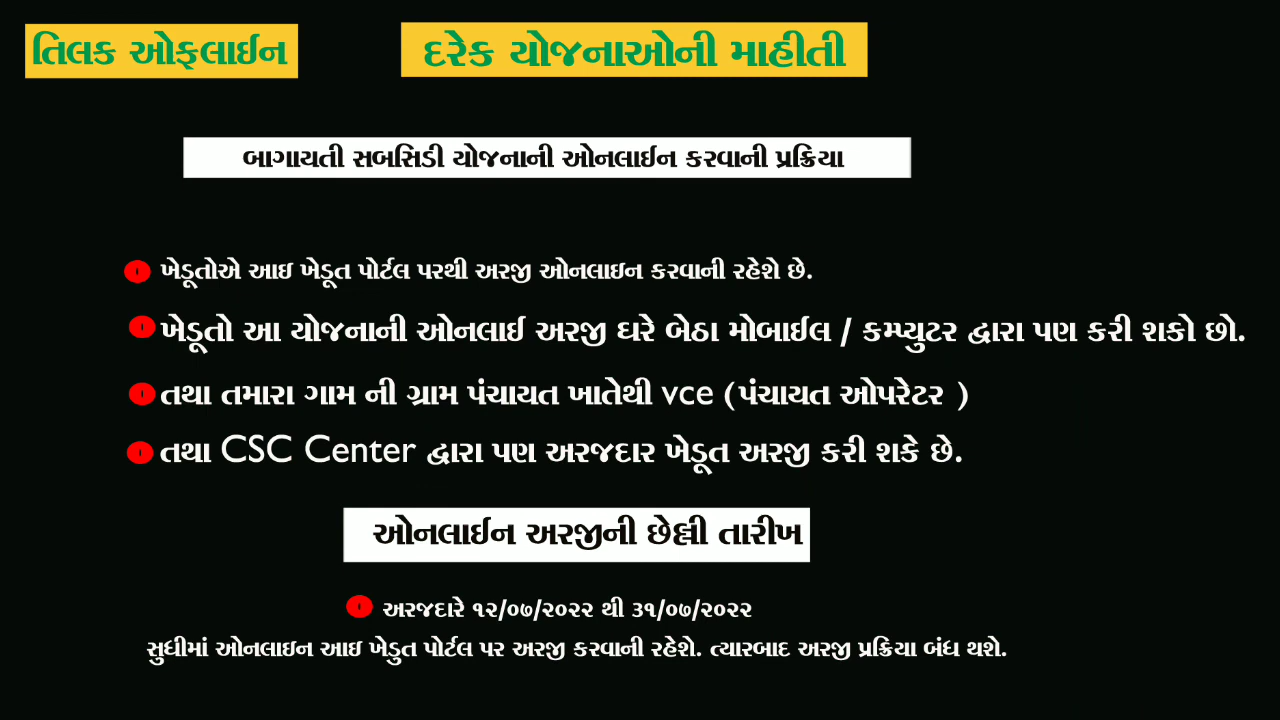 તિલક ઓફલાઈન
દરેક યોજનાઓની માહીતી
બાગાયતી સબસિડી યોજનાની ઓનલાઈન કરવાની પ્રક્રિયા
ખેડૂતોએ આઇ ખેડૂત પોર્ટલ પરથી અરજી ઓનલાઇન કરવાની રહેશે છે.
ખેડૂતો આ યોજનાની ઓનલાઈ અરજી ઘરે બેઠા મોબાઈલ / કમ્પ્યુટર દ્વારા પણ કરી શકો છો.
તથા તમારા ગામ ની ગ્રામ પંચાયત ખાતેથી vce (પંચાયત ઓપરેટર )
તથા CSC Center દ્વારા પણ અરજદાર ખેડૂત અરજી કરી શકે છે.
ઓનલાઈન અરજીની છેલ્લી તારીખ
અરજદારે ૧૨/૦૭/૨૦૨૨ થી ૩૧/૦૭/૨૦૨૨
સુધીમાં ઓનલાઇન આઇ ખેડુત પોર્ટલ પર અરજી કરવાની રહેશે. ત્યારબાદ અરજી પ્રક્રિયા બંધ થશે.